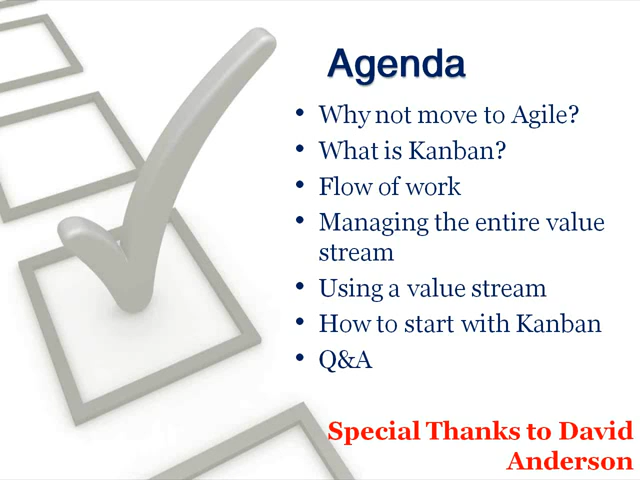 Agenda
• Why not move to Agile?
• What is Kanban?
• Flow of work
• Managing the entire value
stream
• Using a value stream
• How to start with Kanban
• Q&A
Special Thanks to David
Anderson